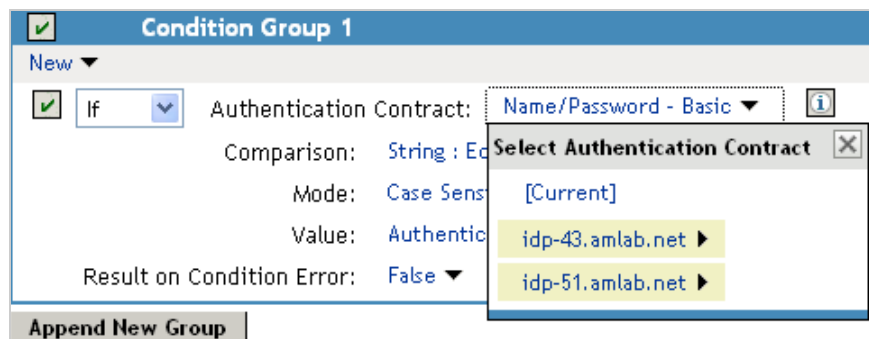 Condition Group 1
New
If Authentication Contract: Name/Password - Basic
Comparison: String : Ec
Mode: Case Sens
Value: Authentic
Result on Condition Error: False
Select Authentication Contract
[Current]
idp-43.amlab.net
idp-51.amlab.net
Append New Group